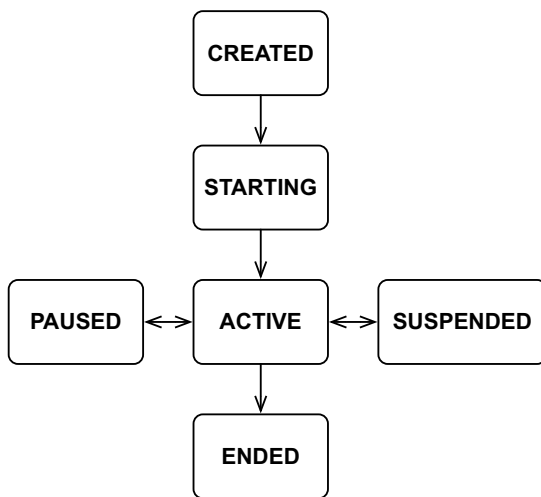 CREATED
STARTING
PAUSED
ACTIVE
SUSPENDED
ENDED